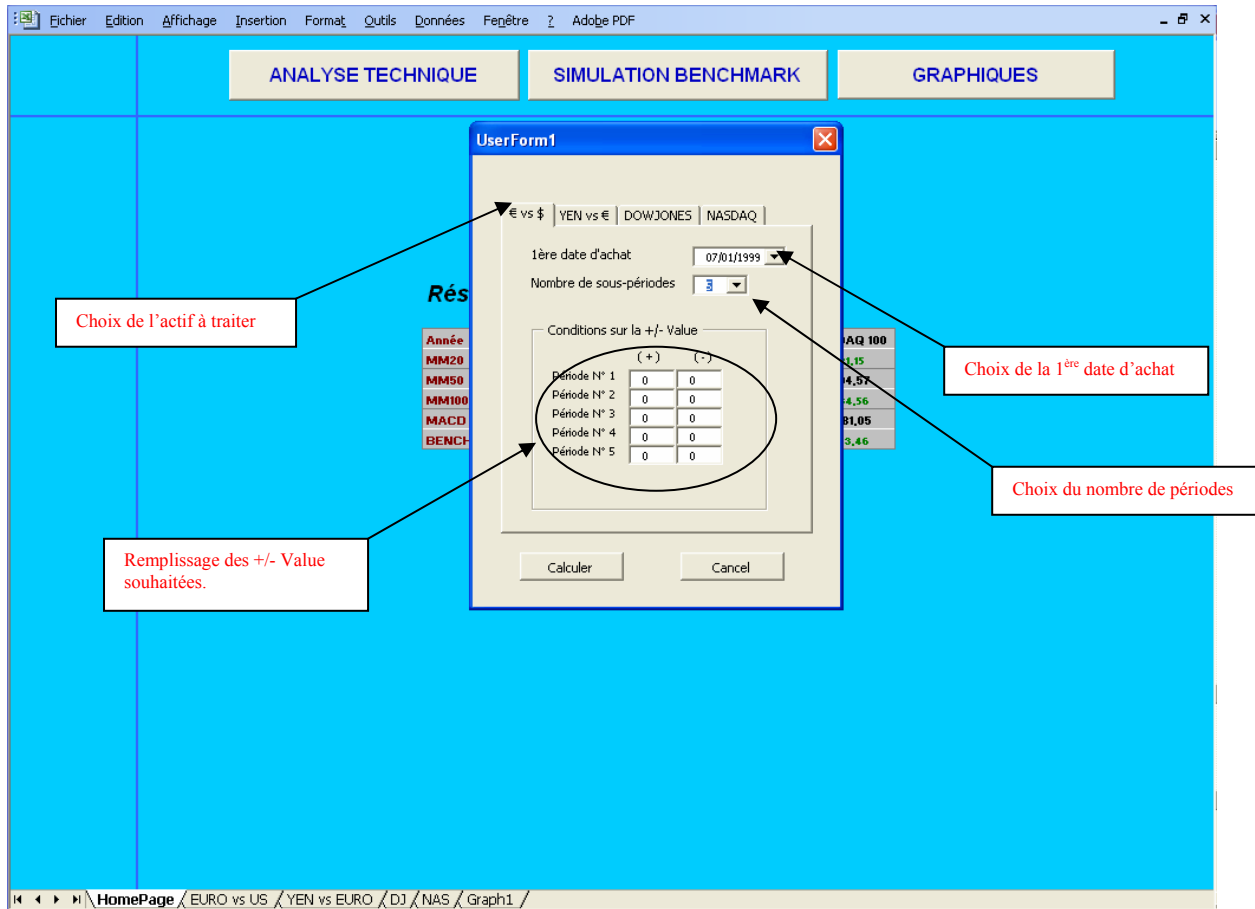 Fichier Edition Affichage Insertion Format Outils Données Fenêtre ? Adobe PDF
ANALYSE TECHNIQUE
SIMULATION BENCHMARK
GRAPHIQUES
UserForm1
€ vs $
YEN vs €
DOWJONES
NASDAQ
1ère date d'achat
07/01/1999
Nombre de sous-périodes
5
Conditions sur la +/- Value
(+) (-)
Période N° 1 0 0
Période N° 2 0 0
Période N° 3 0 0
Période N° 4 0 0
Période N° 5 0 0
Calculer
Cancel
Rés
Année
MM20
MM50
MM100
MACD
BENCH
AQ 100
4,56
81,05
3,46
Choix de l'actif à traiter
Choix de la 1ère date d'achat
Choix du nombre de périodes
Remplissage des +/- Value
souhaitées.
HomePage EURO vs US YEN vs EURO DJ NAS Graph1